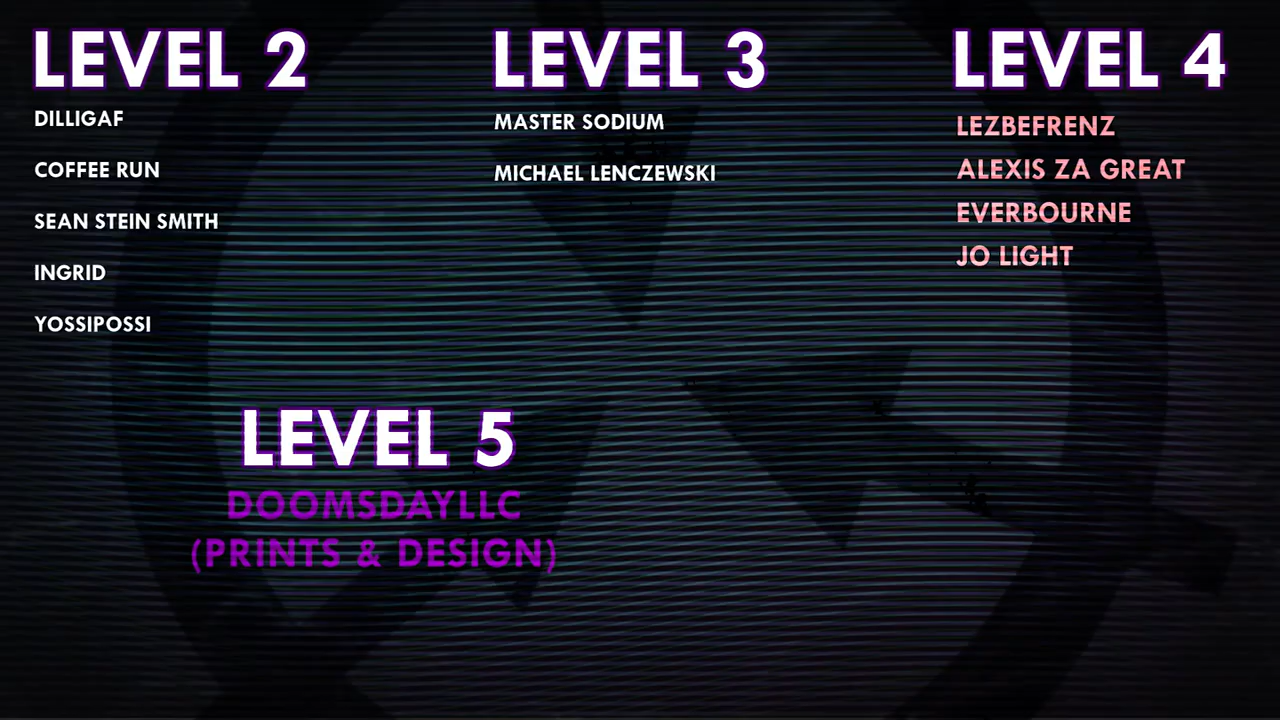 LEVEL 2
DILLIGAF
COFFEE RUN
SEAN STEIN SMITH
INGRID
YOSSIPOSSI
LEVEL 3
MASTER SODIUM
MICHAEL LENCZEWSKI
LEVEL 4
LEZBEFRENZ
ALEXIS ZA GREAT
EVERBOURNE
JO LIGHT
LEVEL 5
DOOMSDAYLLC
(PRINTS & DESIGN)